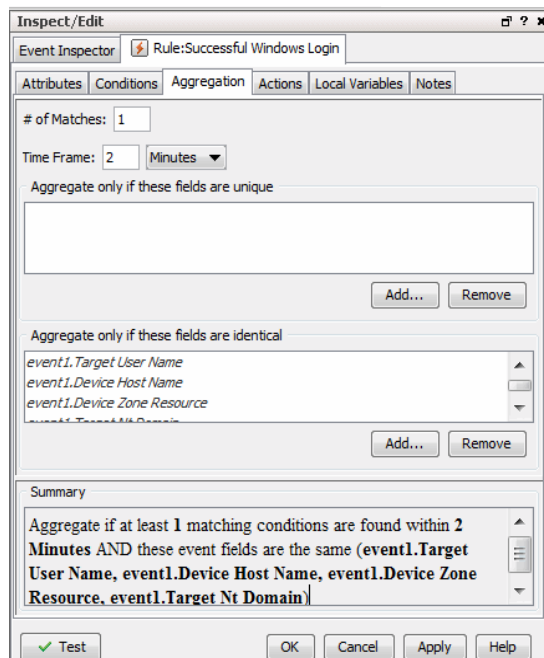 Inspect/Edit
Event Inspector Rule:Successful Windows Login
Attributes Conditions Aggregation Actions Local Variables Notes
# of Matches: 1
Time Frame: 2 Minutes
Aggregate only if these fields are unique
Add... Remove
Aggregate only if these fields are identical
event1.Target User Name
event1.Device Host Name
event1.Device Zone Resource
event1.Target Nt Domain
Add... Remove
Summary
Aggregate if at least 1 matching conditions are found within 2
Minutes AND these event fields are the same (event1.Target
User Name, event1.Device Host Name, event1.Device Zone
Resource, event1.Target Nt Domain)
Test OK Cancel Apply Help